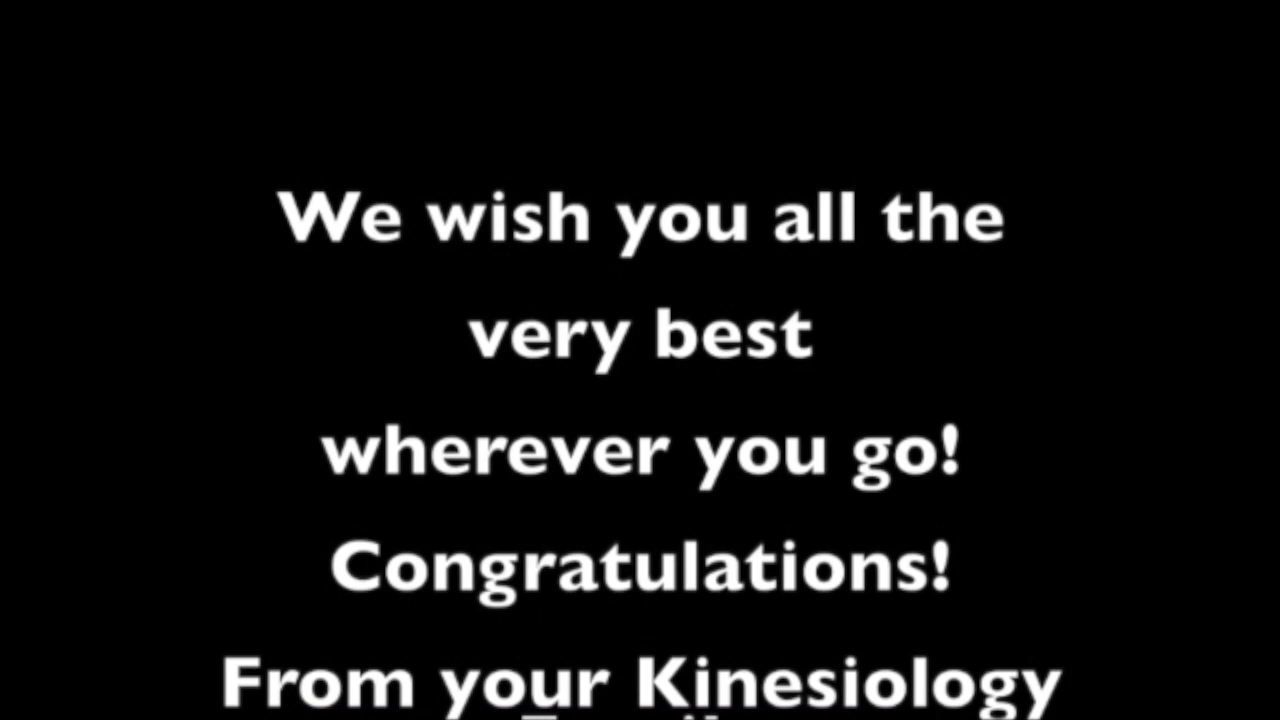 We wish you all the
very best
wherever you go!
Congratulations!
From your Kinesiology